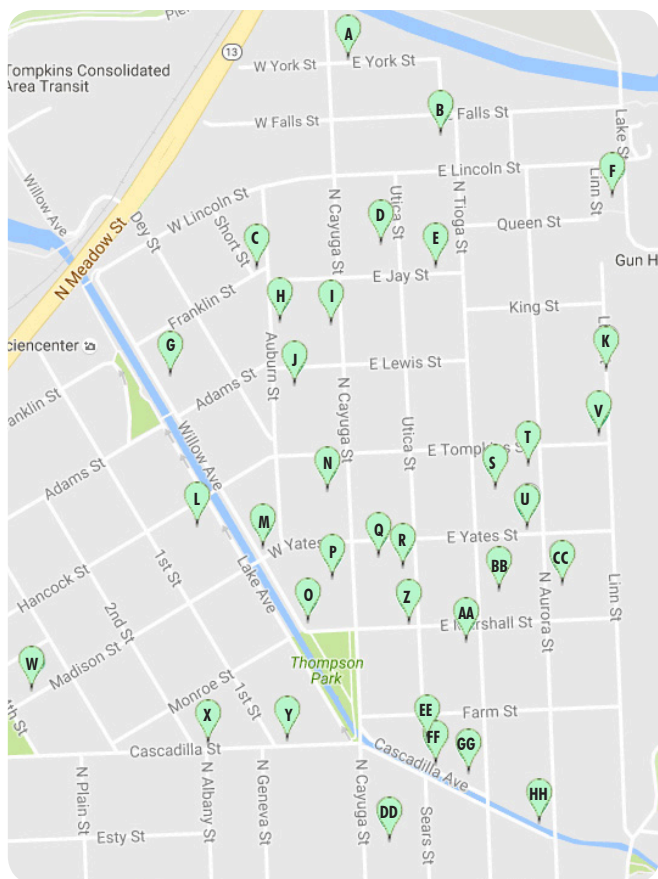 Pier
13
A
W York St
E York St
Tompkins Consolidated
Area Transit
B
W Falls St
E Falls St
Lake St
E Lincoln St
F
Willow Ave
W Lincoln St
N Cayuga St
Utica St
N Tioga St
Linn St
D
Dey St
Short St
C
E
Queen St
N Meadow St
Gun H
E Jay St
H
I
Franklin St
King St
ciencenter
G
Auburn St
J
K
E Lewis St
Adams St
anklin St
N Cayuga St
V
Utica St
T
Willow Ave
E Tompkins St
N
S
Adams St
L
U
M
Q
R
W Yates
E Yates St
P
BB
CC
1st St
Lake Ave
Hancock St
O
Z
N Aurora St
Linn St
2nd St
AA
E Marshall St
W
Madison St
Thompson
Park
Monroe St
1st St
X
Y
EE
Farm St
4th St
FF
GG
Cascadilla St
Cascadilla Ave
N Plain St
N Albany St
N Geneva St
N Cayuga St
HH
DD
Sears St
Esty St